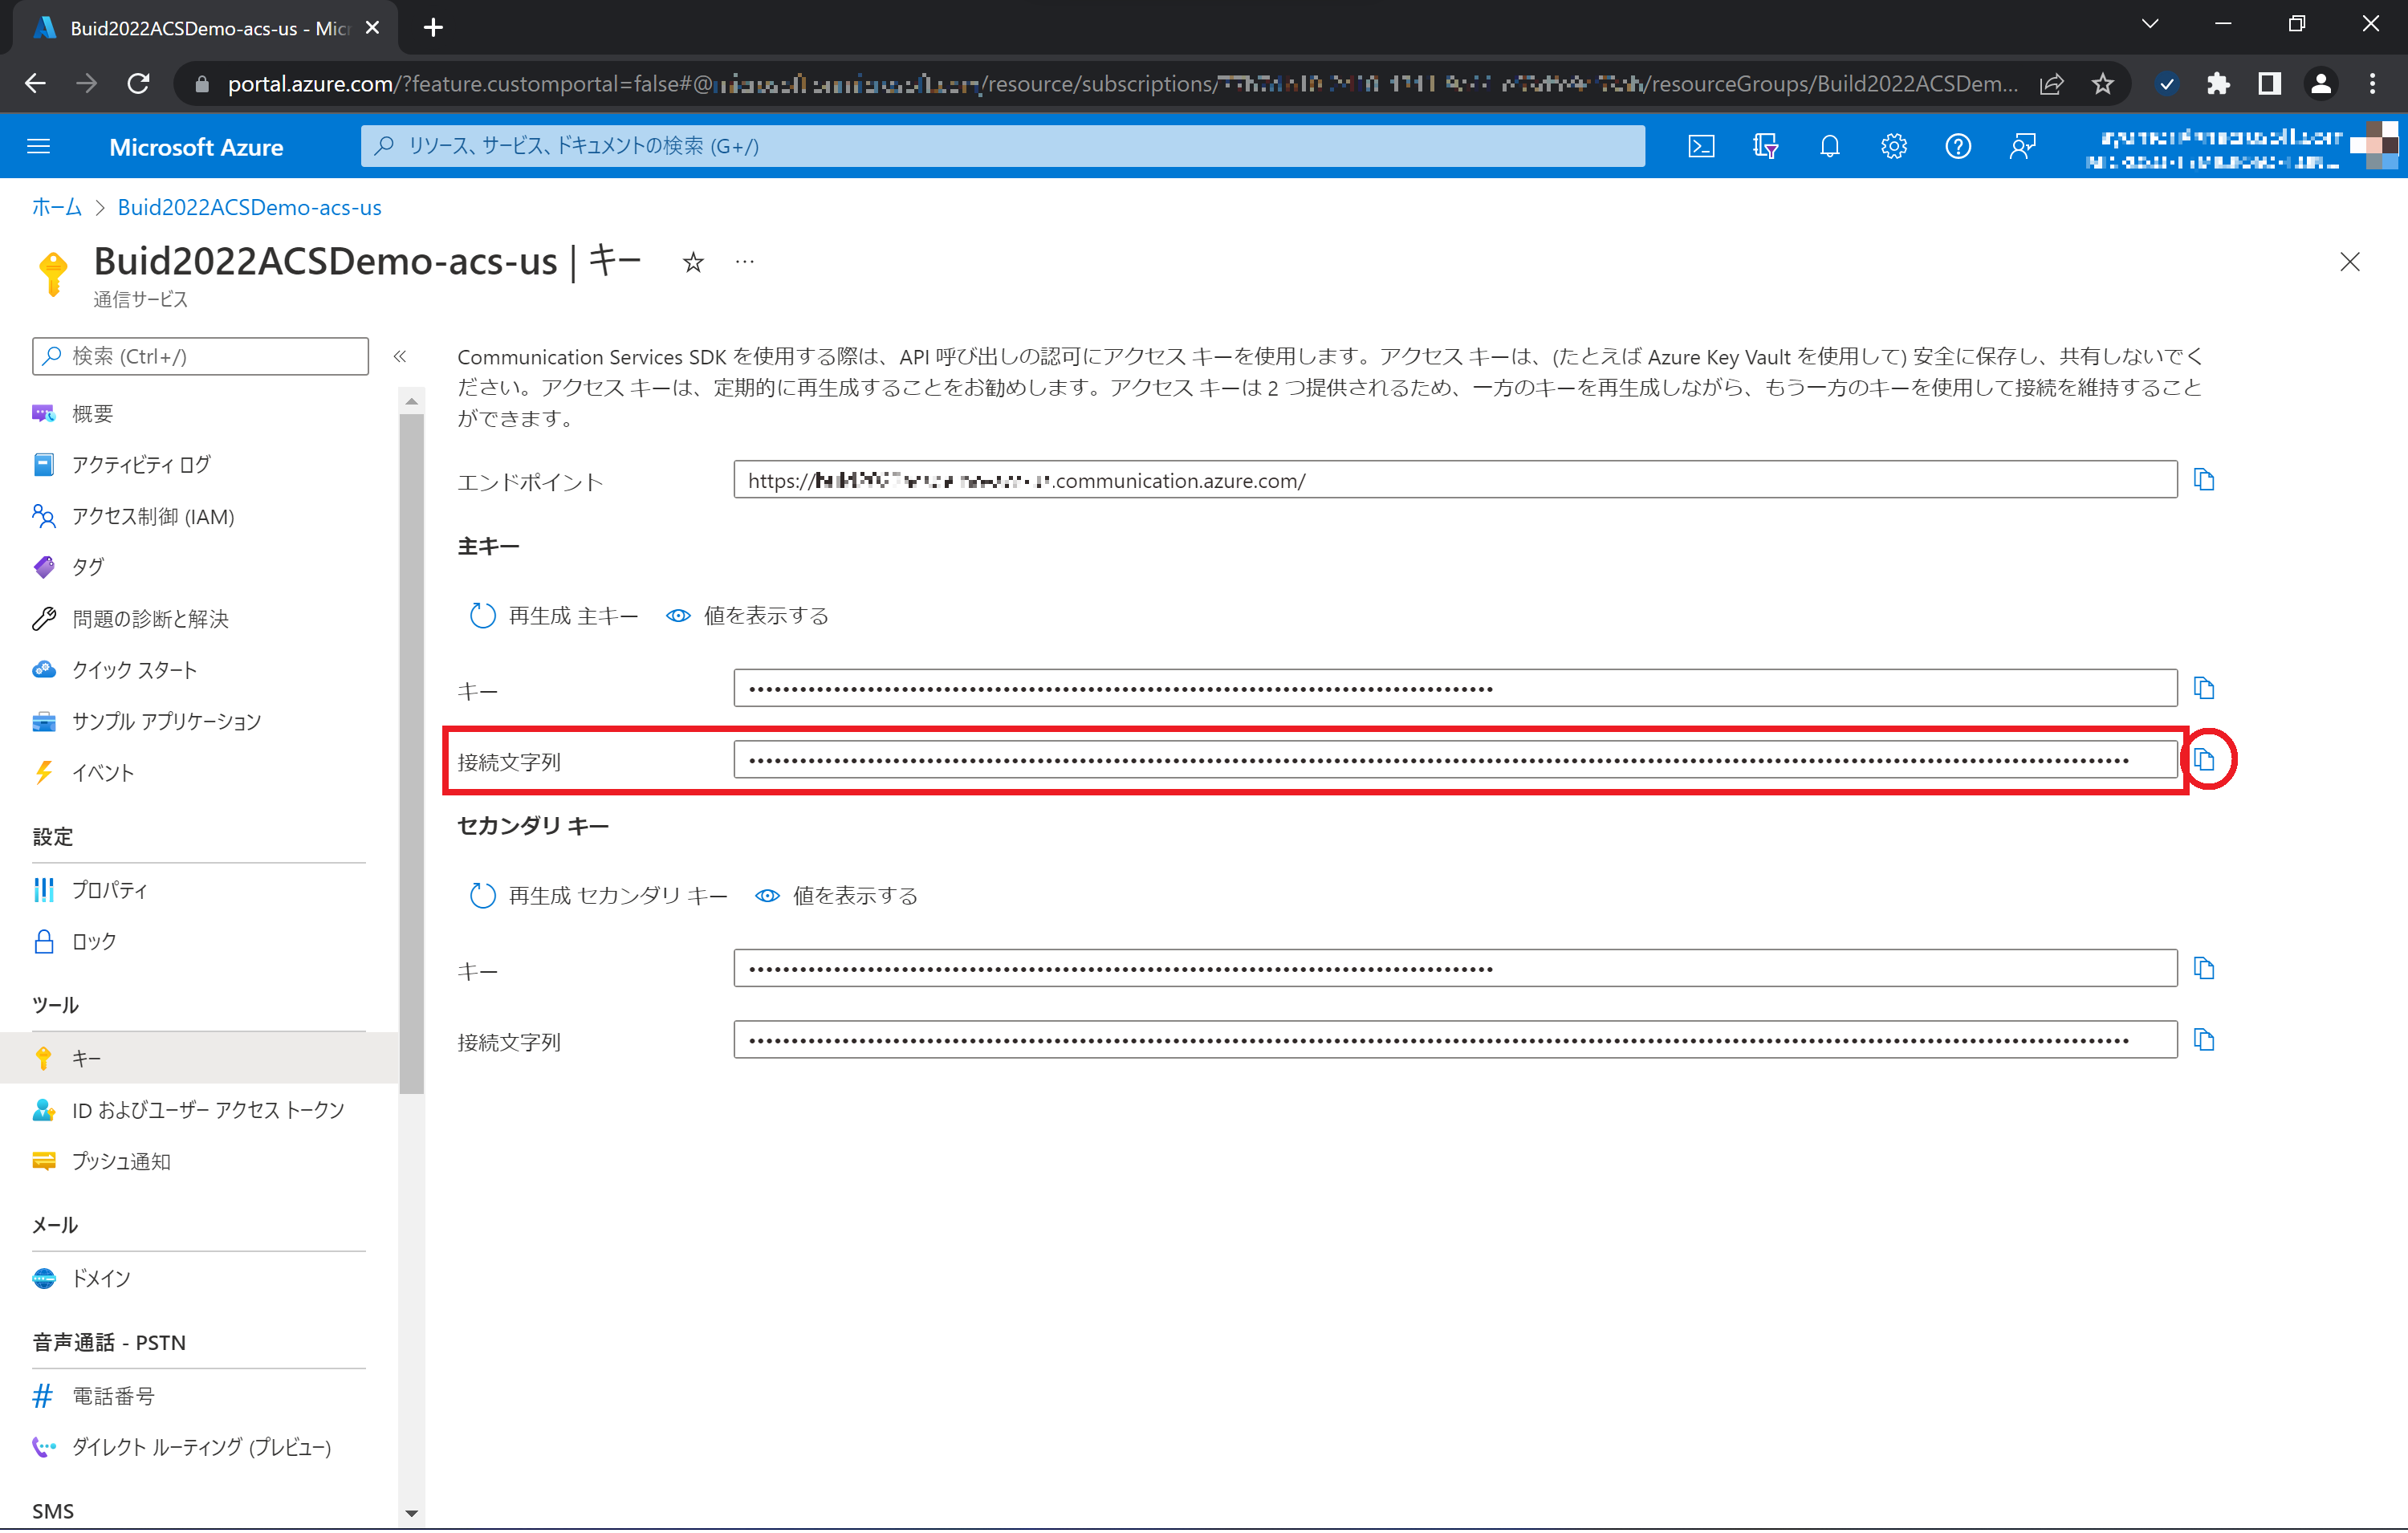 Buid2022ACSDemo-acs-us - Micr
portal.azure.com/?feature.customportal=false#@
/resource/subscriptions/
/resourceGroups/Build2022ACSDem...
Microsoft Azure
リソース、サービス、ドキュメントの検索 (G+/)
ホーム > Buid2022ACSDemo-acs-us
Buid2022ACSDemo-acs-us | キー
通信サービス
検索 (Ctrl+/)
概要
アクティビティ ログ
アクセス制御 (IAM)
タグ
問題の診断と解決
クイック スタート
サンプル アプリケーション
イベント
設定
プロパティ
ロック
ツール
キー
ID およびユーザー アクセス トークン
プッシュ通知
メール
ドメイン
音声通話 - PSTN
電話番号
ダイレクト ルーティング (プレビュー)
SMS
Communication Services SDK を使用する際は、API 呼び出しの認可にアクセス キーを使用します。アクセス キーは、(たとえば Azure Key Vault を使用して) 安全に保存し、共有しないでく
ださい。アクセス キーは、定期的に再生成することをお勧めします。アクセス キーは 2 つ提供されるため、一方のキーを再生成しながら、もう一方のキーを使用して接続を維持すること
ができます。
エンドポイント
https://
.communication.azure.com/
主キー
再生成 主キー
値を表示する
キー
接続文字列
セカンダリ キー
再生成 セカンダリ キー
値を表示する
キー
接続文字列